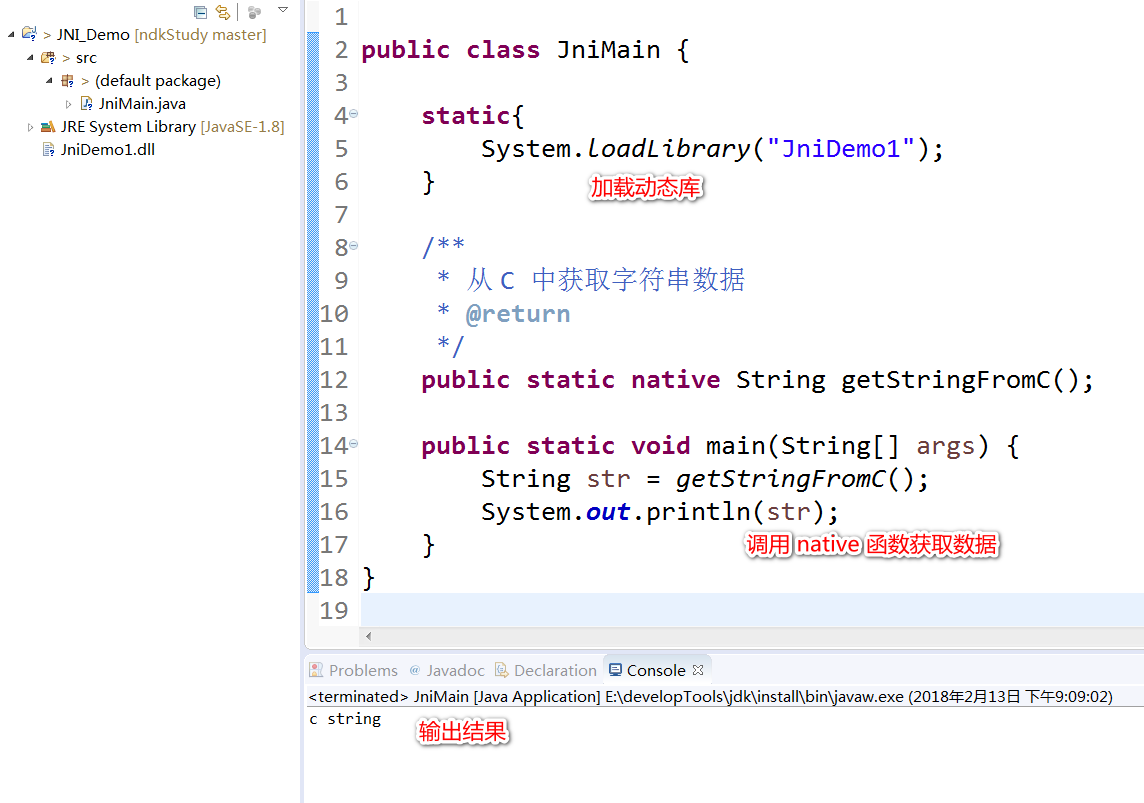 JNI_Demo [ndkStudy master]
src
(default package)
JniMain.java
JRE System Library [JavaSE-1.8]
JniDemo1.dll
1
2 public class JniMain {
3
4 static{
5 System.loadLibrary("JniDemo1");
6 }
加载动态库
7
8 /**
9 * 从 C 中获取字符串数据
10 * @return
11 */
12 public static native String getStringFromC();
13
14 public static void main(String[] args) {
15 String str = getStringFromC();
16 System.out.println(str);
17 }
调用 native 函数获取数据
18 }
19
Problems @ Javadoc Declaration Console
<terminated> JniMain [Java Application] E:\developTools\jdk\install\bin\javaw.exe (2018年2月13日 下午9:09:02)
c string
输出结果